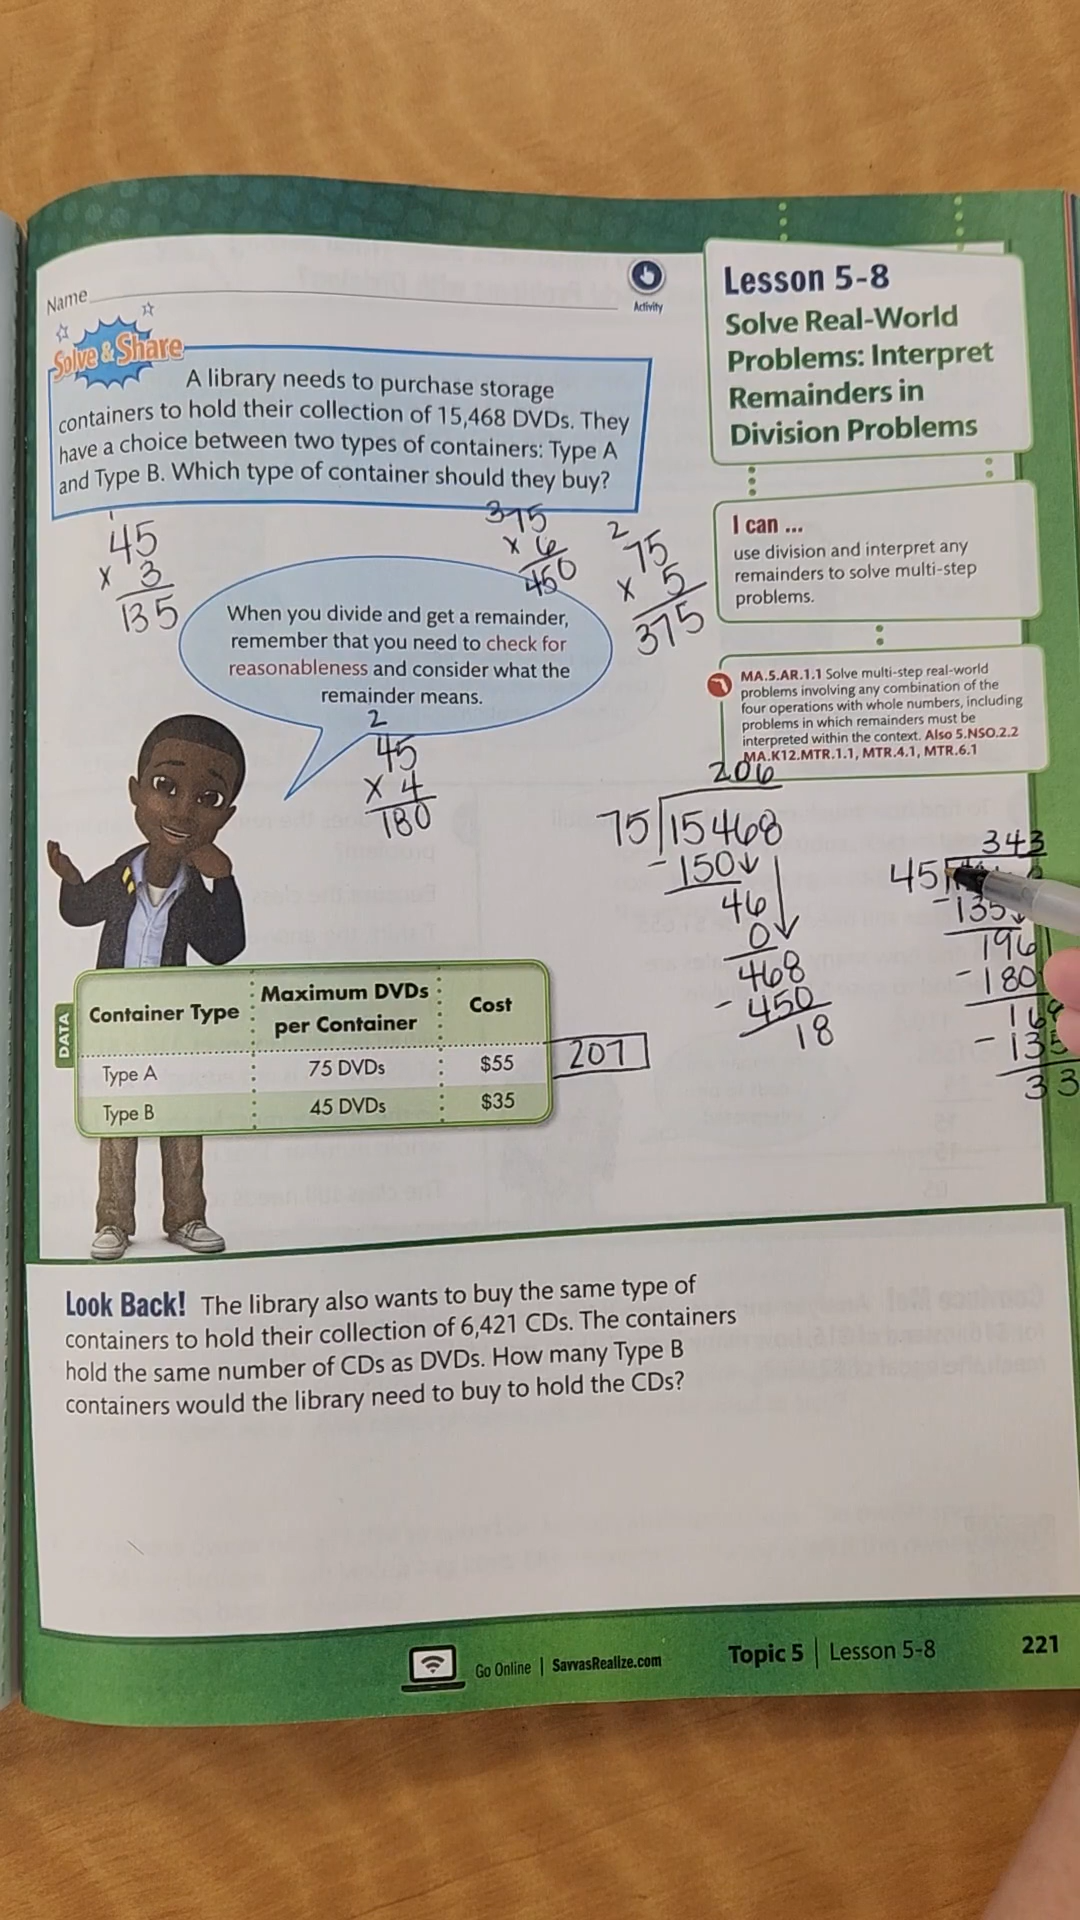 Name
Activity
Lesson 5-8
Solve Real-World
Problems: Interpret
Remainders in
Division Problems
Solve & Share
A library needs to purchase storage
containers to hold their collection of 15,468 DVDs. They
have a choice between two types of containers: Type A
and Type B. Which type of container should they buy?
I can ...
use division and interpret any
remainders to solve multi-step
problems.
1
45
x 3
135
375
x 6
450
2
75
x 5
375
When you divide and get a remainder,
remember that you need to check for
reasonableness and consider what the
remainder means.
MA.5.AR.1.1 Solve multi-step real-world
problems involving any combination of the
four operations with whole numbers, including
problems in which remainders must be
interpreted within the context. Also 5.NSO.2.2
MA.K12.MTR.1.1, MTR.4.1, MTR.6.1
2
45
x 4
180
206
75 15468
-150
46
0
468
- 450
18
343
45
-135
196
- 180
168
- 135
33
DATA
Container Type Maximum DVDs per Container Cost
Type A 75 DVDs $55
Type B 45 DVDs $35
207
Look Back! The library also wants to buy the same type of
containers to hold their collection of 6,421 CDs. The containers
hold the same number of CDs as DVDs. How many Type B
containers would the library need to buy to hold the CDs?
Go Online | SavvasRealize.com
Topic 5 | Lesson 5-8
221